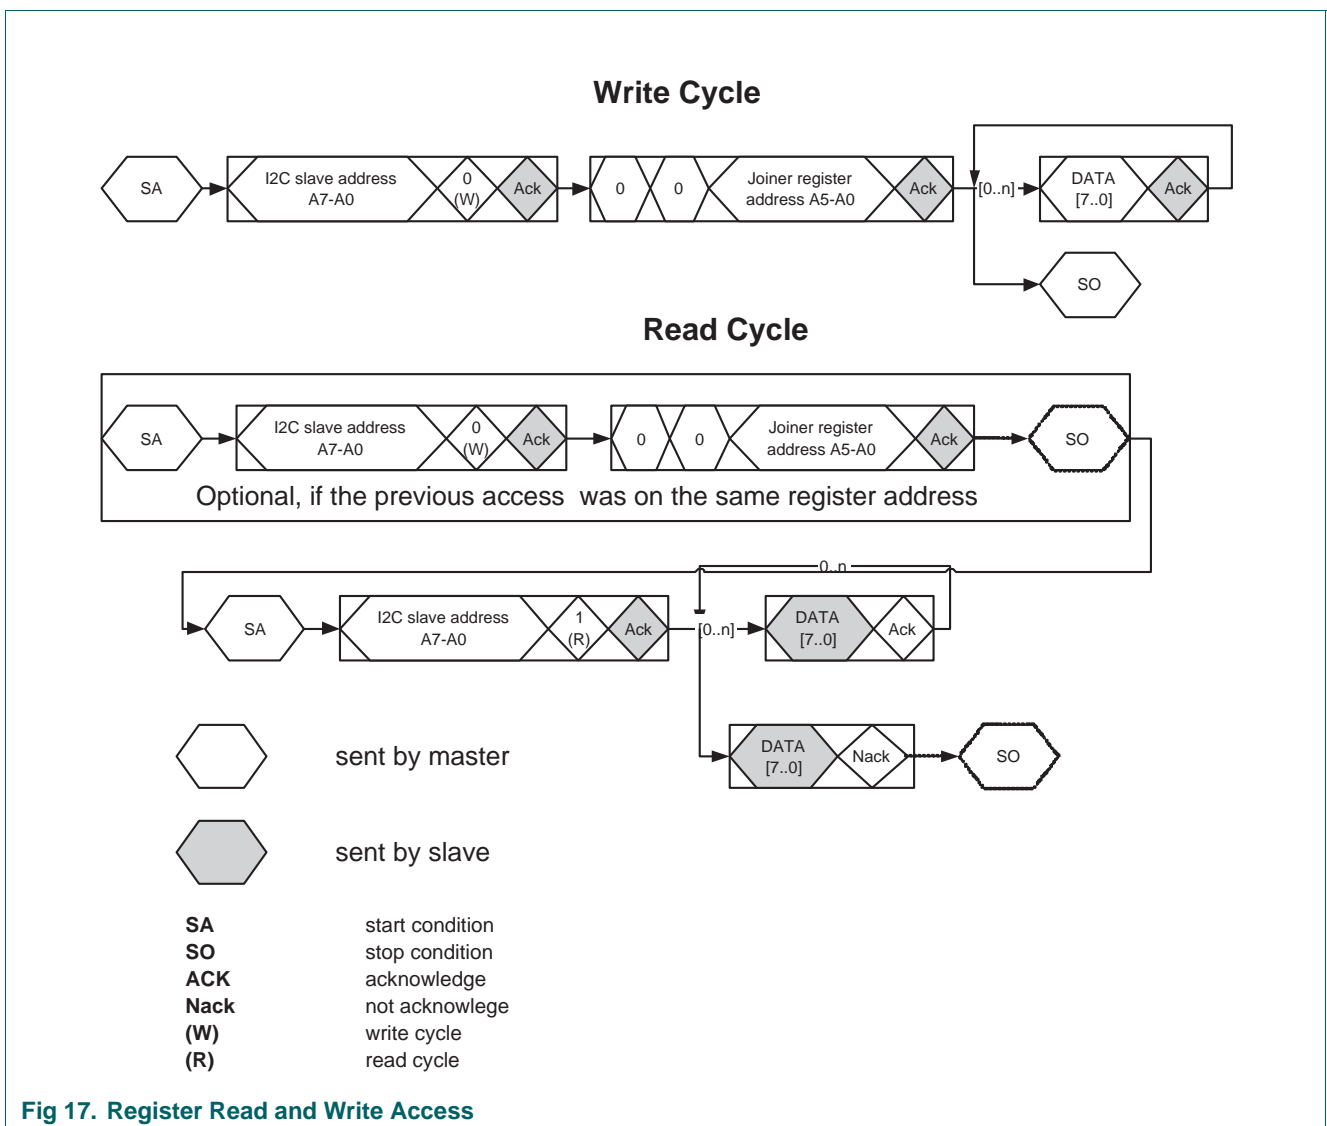 Write Cycle
SA
I2C slave address
A7-A0
0
(W)
Ack
0
0
Joiner register
address A5-A0
Ack
[0..n]
DATA
[7..0]
Ack
SO
Read Cycle
SA
I2C slave address
A7-A0
0
(W)
Ack
0
0
Joiner register
address A5-A0
Ack
SO
Optional, if the previous access was on the same register address
0..n
SA
I2C slave address
A7-A0
1
(R)
Ack
[0..n]
DATA
[7..0]
Ack
DATA
[7..0]
Nack
SO
sent by master
sent by slave
SA start condition
SO stop condition
ACK acknowledge
Nack not acknowlege
(W) write cycle
(R) read cycle
Fig 17. Register Read and Write Access